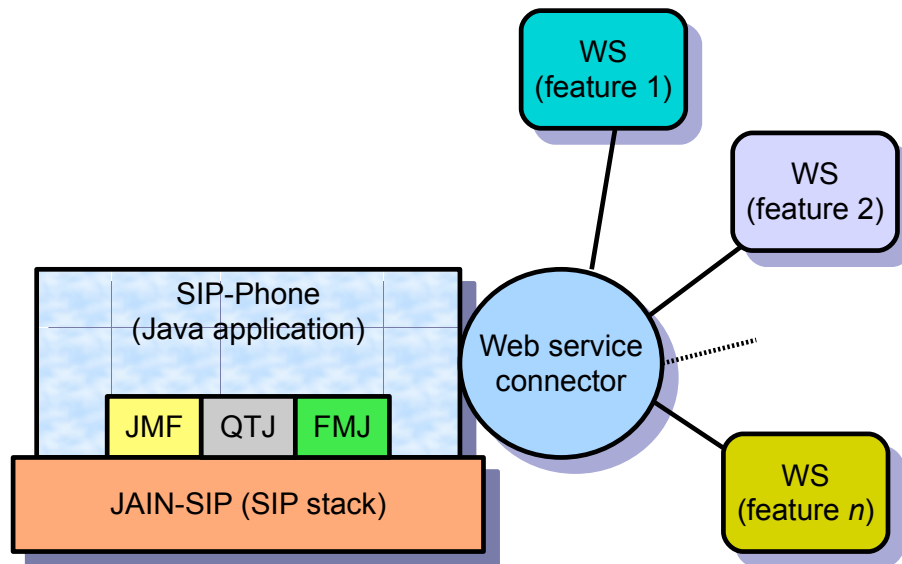 WS
(feature 1)
WS
(feature 2)
SIP-Phone
(Java application)
Web service
connector
JMF
QTJ
FMJ
JAIN-SIP (SIP stack)
WS
(feature n)